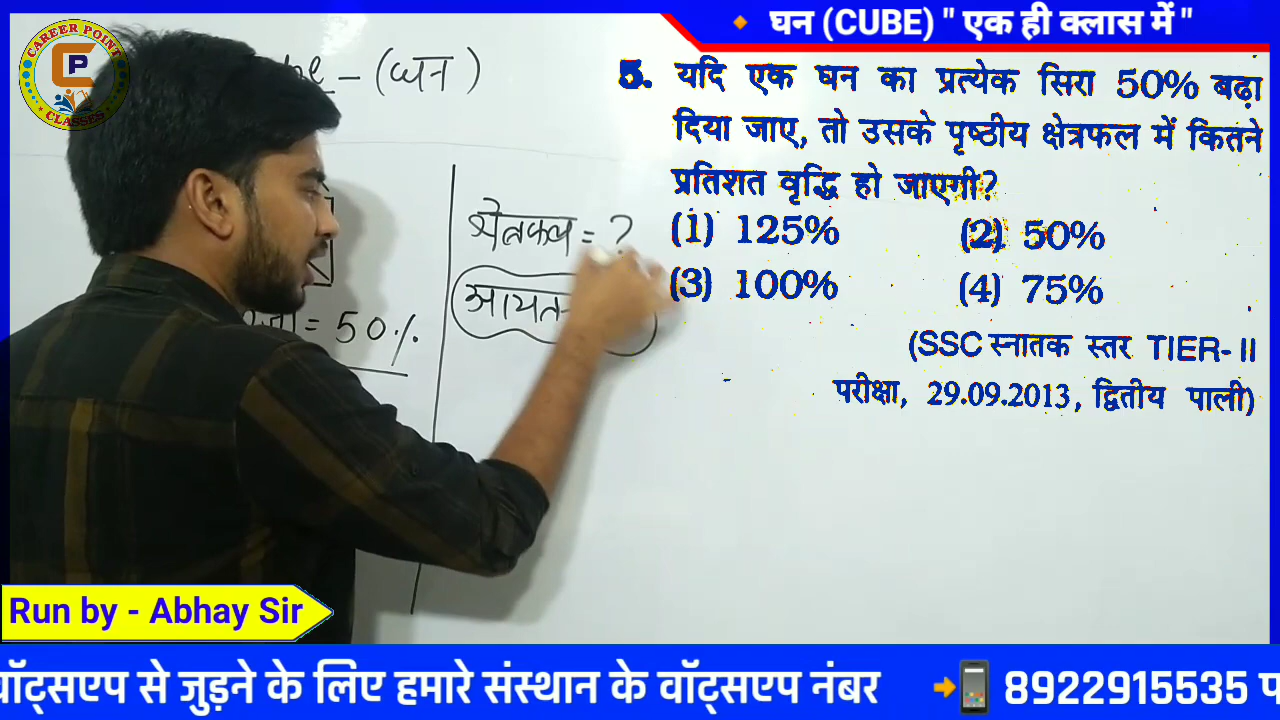 🔸 घन (CUBE) " एक ही क्लास में "
CAREER POINT
CP
CLASSES
- (घन)
5. यदि एक घन का प्रत्येक सिरा 50% बढ़ा
दिया जाए, तो उसके पृष्ठीय क्षेत्रफल में कितने
प्रतिशत वृद्धि हो जाएगी?
(1) 125% (2) 50%
(3) 100% (4) 75%
(SSC स्नातक स्तर TIER-II
परीक्षा, 29.09.2013, द्वितीय पाली)
= ?
आयत
= 50%
Run by - Abhay Sir
वॉट्सएप से जुड़ने के लिए हमारे संस्थान के वॉट्सएप नंबर ➡📱 8922915535 प